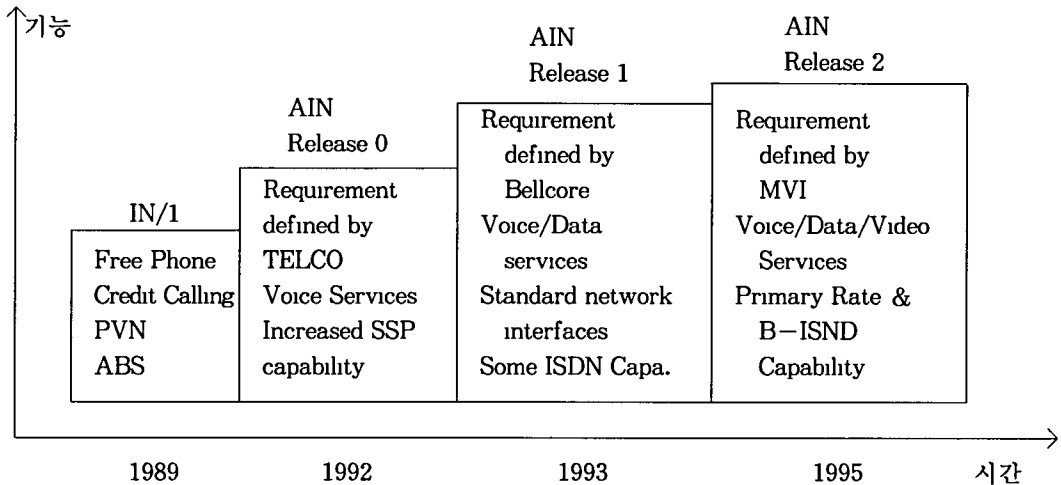 기능
AIN
Release 2
AIN
Release 1
AIN
Release 0
IN/1
Free Phone
Credit Calling
PVN
ABS
Requirement
defined by
TELCO
Voice Services
Increased SSP
capability
Requirement
defined by
Bellcore
Voice/Data
services
Standard network
interfaces
Some ISDN Capa.
Requirement
defined by
MVI
Voice/Data/Video
Services
Primary Rate &
B-ISND
Capability
1989
1992
1993
1995
시간